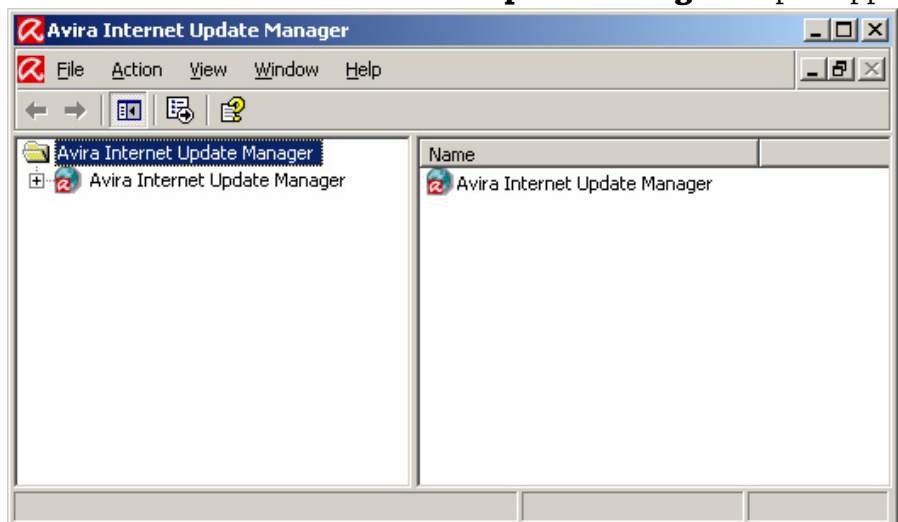 Avira Internet Update Manager
File Action View Window Help
Avira Internet Update Manager
Avira Internet Update Manager
Name
Avira Internet Update Manager